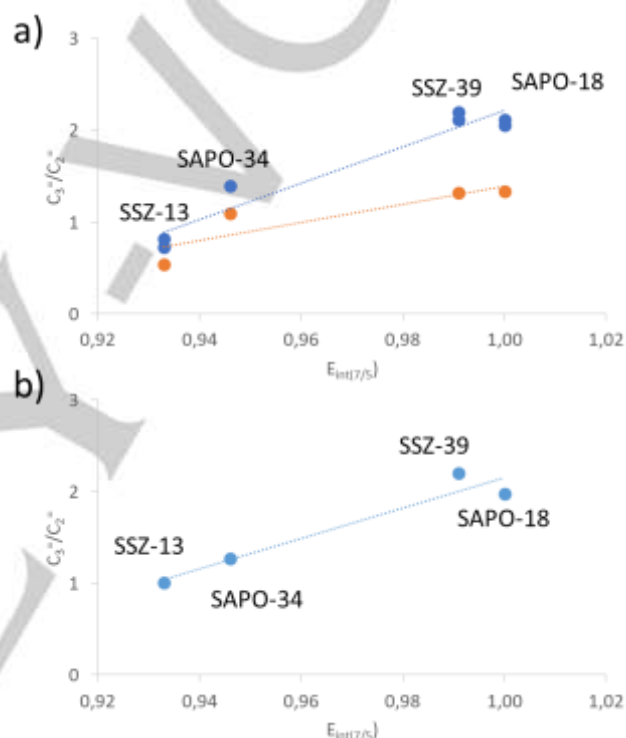 a)
3
SSZ-39
SAPO-18
2
SAPO-34
C₃⁼/C₂⁼
SSZ-13
1
0
0,92
0,94
0,96
0,98
1,00
1,02
E_int(7/5)
b)
3
SSZ-39
2
SAPO-18
C₃⁼/C₂⁼
SSZ-13
1
SAPO-34
0
0,92
0,94
0,96
0,98
1,00
1,02
E_int(7/5)